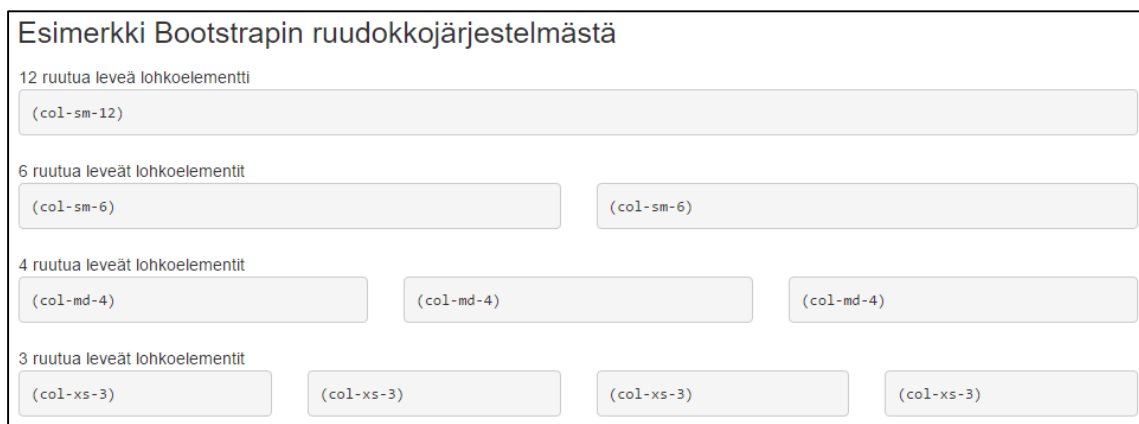 Esimerkki Bootstrapin ruudokkojärjestelmästä
12 ruutua leveä lohkoelementti
(col-sm-12)
6 ruutua leveät lohkoelementit
(col-sm-6) (col-sm-6)
4 ruutua leveät lohkoelementit
(col-md-4) (col-md-4) (col-md-4)
3 ruutua leveät lohkoelementit
(col-xs-3) (col-xs-3) (col-xs-3) (col-xs-3)